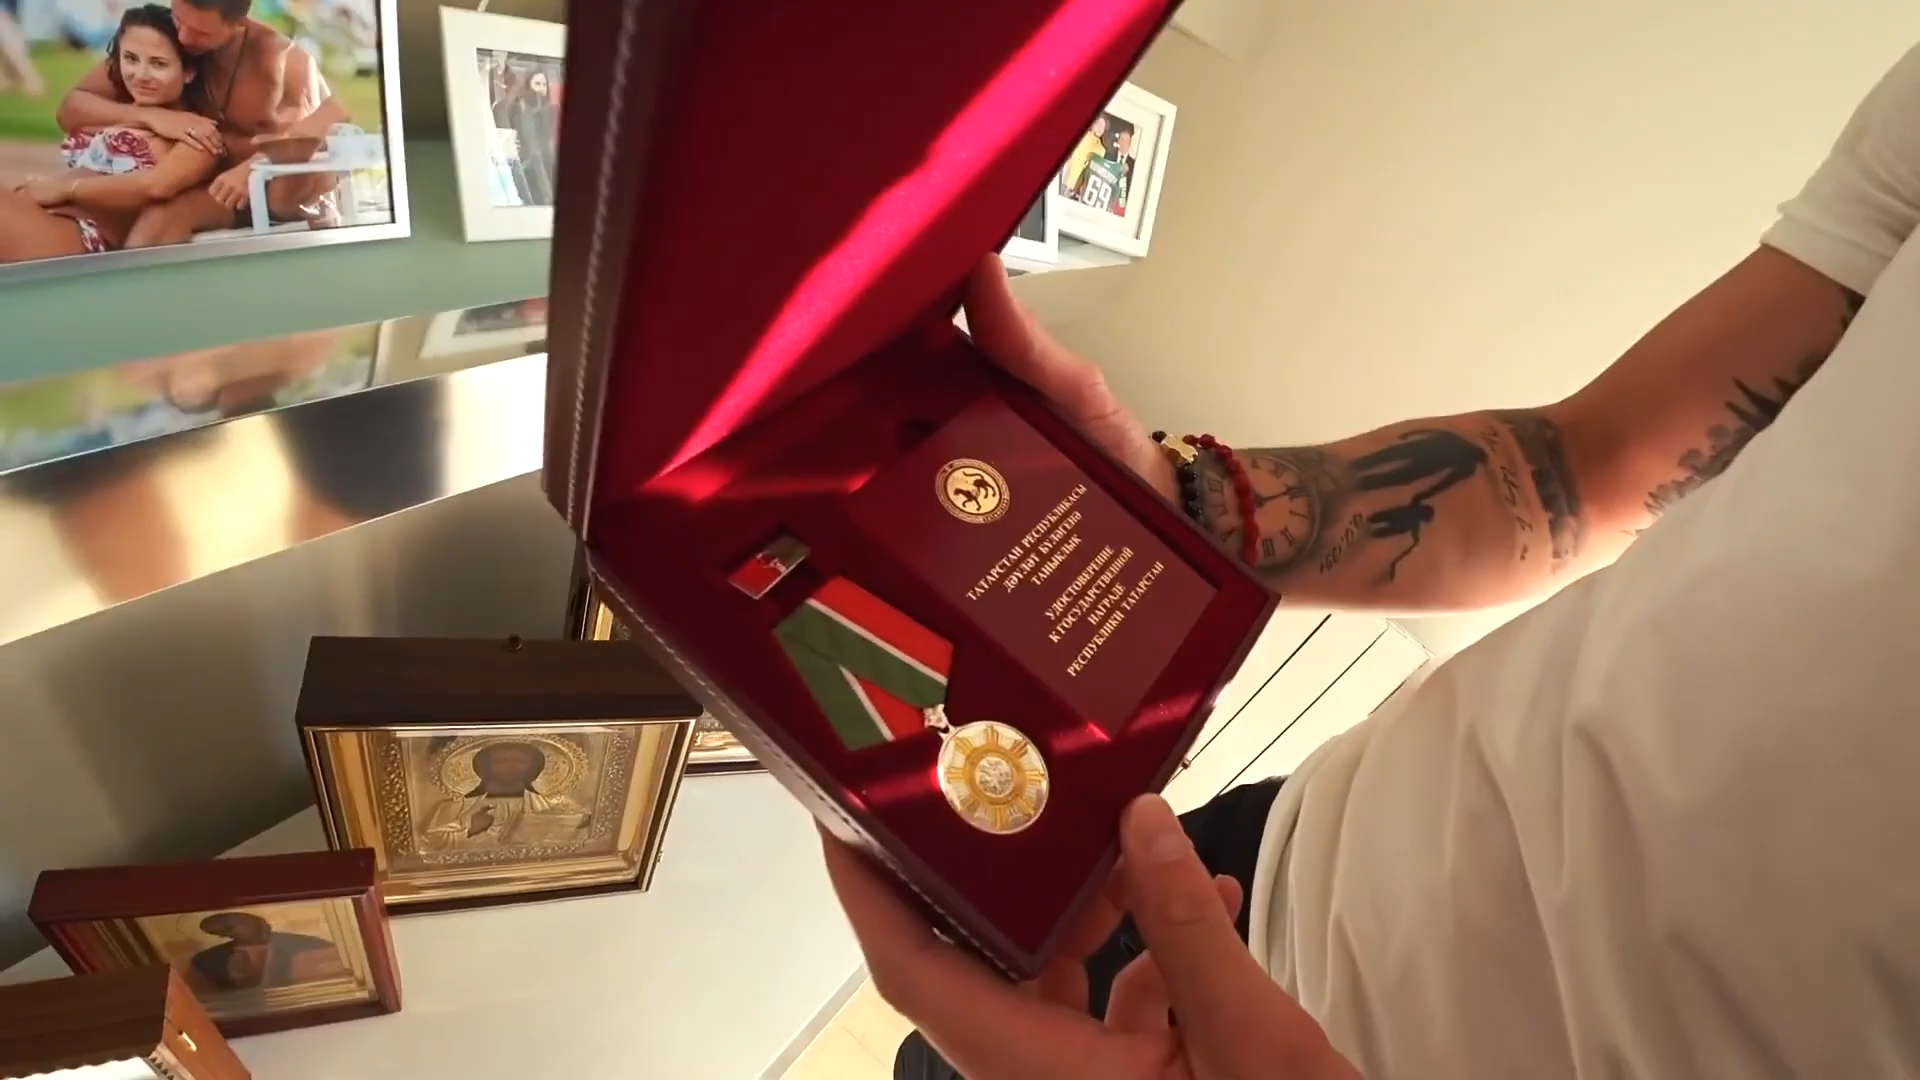 ТАТАРСТАН РЕСПУБЛИКАСЫ
ДӘҮЛӘТ БҮЛӘГЕНӘ
ТАНЫКЛЫК
УДОСТОВЕРЕНИЕ
К ГОСУДАРСТВЕННОЙ
НАГРАДЕ
РЕСПУБЛИКИ ТАТАРСТАН
69